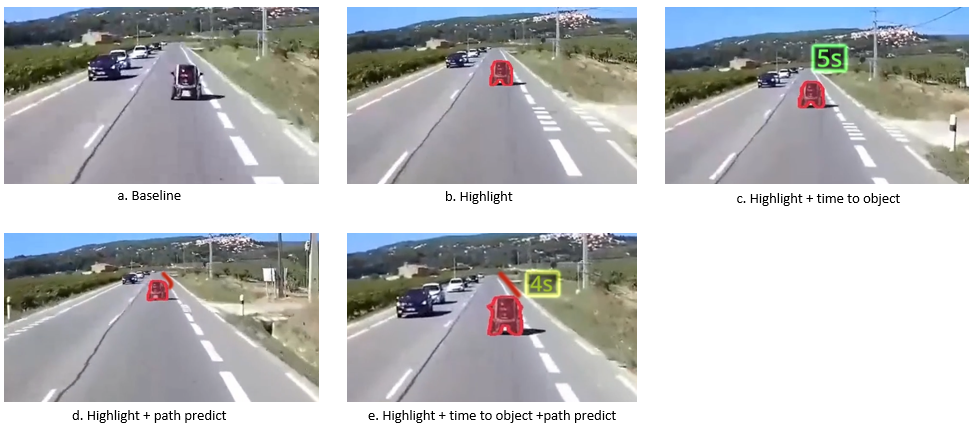 5s
a. Baseline
b. Highlight
c. Highlight + time to object
4s
d. Highlight + path predict
e. Highlight + time to object +path predict